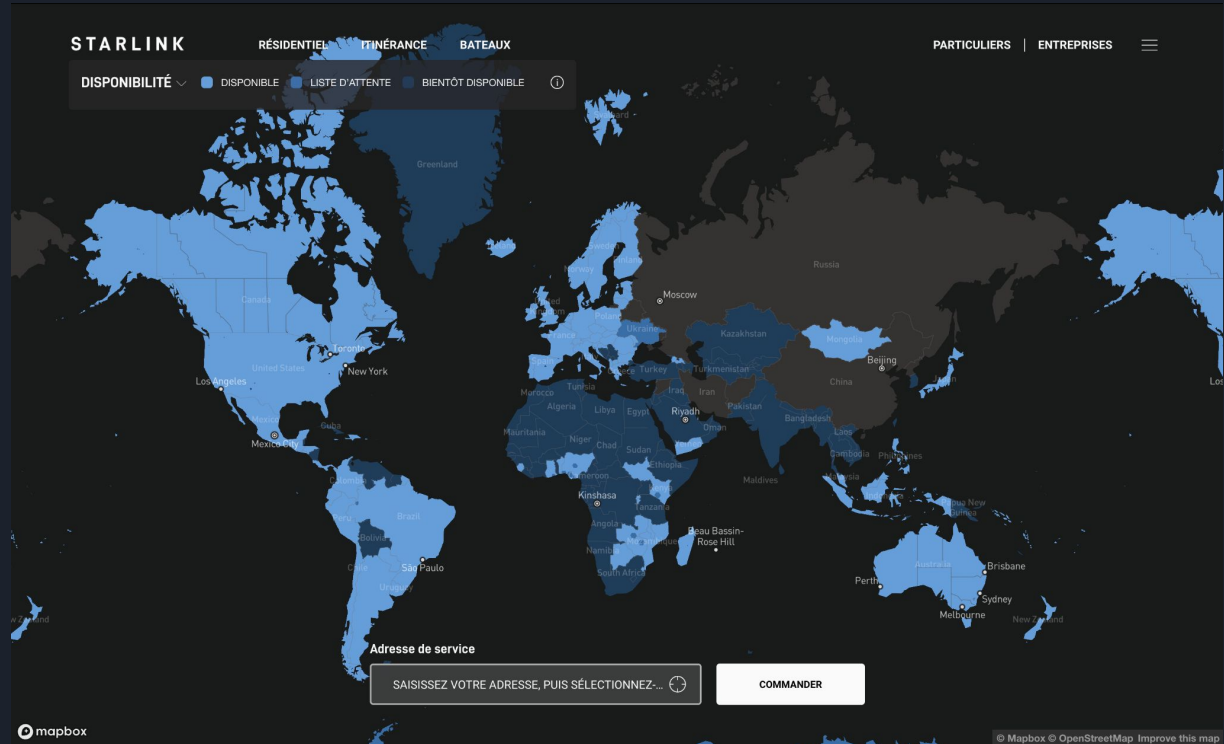 STARLINK
RÉSIDENTIEL
ITINÉRANCE
BATEAUX
PARTICULIERS | ENTREPRISES
DISPONIBILITÉ
DISPONIBLE
LISTE D'ATTENTE
BIENTÔT DISPONIBLE
Greenland
Sweden
Norway
Russia
Moscow
Canada
Poland
Ukraine
Kazakhstan
Mongolia
France
Toronto
New York
United States
Los Angeles
Beijing
China
Turkey
Turkmenistan
Morocco
Tunisia
Iraq
Iran
Los
Algeria
Libya
Egypt
Riyadh
Pakistan
Bangladesh
Oman
Laos
Mexico
Mexico City
Cuba
Mauritania
Niger
Chad
Sudan
Cambodia
Philippines
Ethiopia
Maldives
Malaysia
Colombia
Cameroon
Kinshasa
Tanzania
Papua New
Guinea
Peru
Brazil
Angola
Bolivia
Beau Bassin-
Rose Hill
Namibia
Chile
São Paulo
South Africa
Uruguay
Australia
Brisbane
Perth
Sydney
Melbourne
New Zealand
Adresse de service
SAISISSEZ VOTRE ADRESSE, PUIS SÉLECTIONNEZ-...
COMMANDER
mapbox
© Mapbox © OpenStreetMap Improve this map